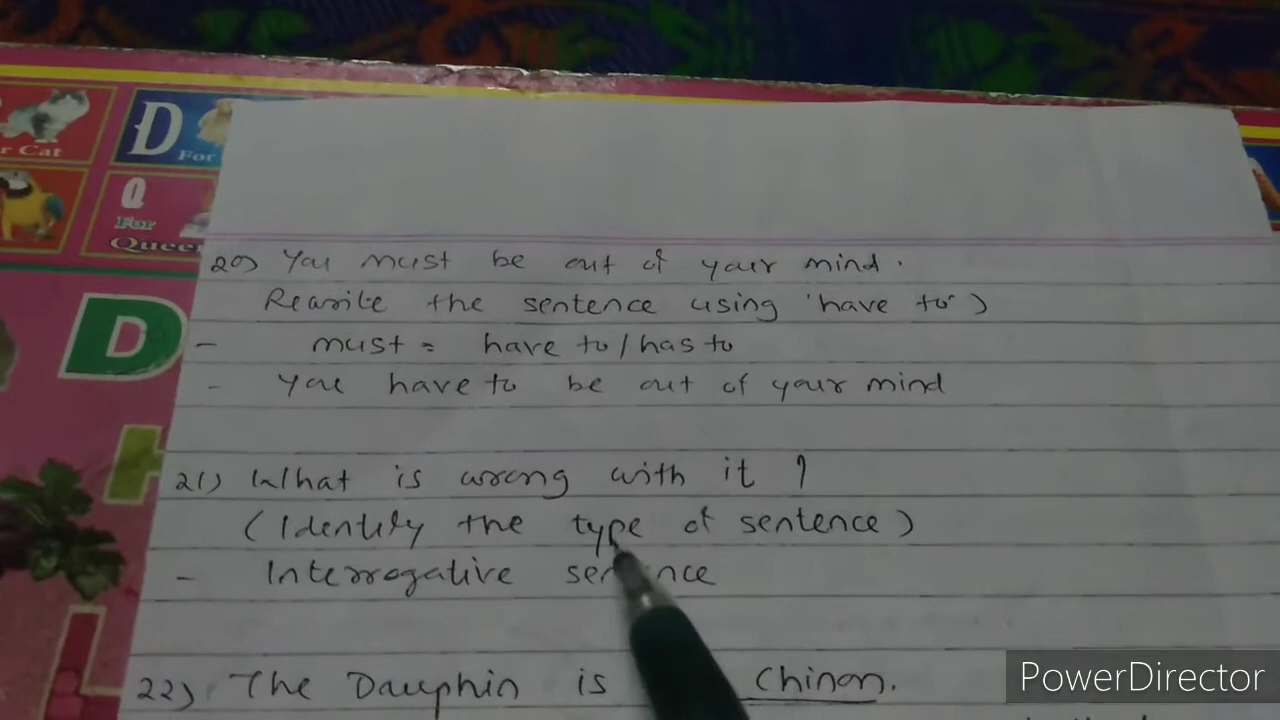 r Cat
D
For
Q
For
Queen
D
20) You must be out of your mind.
Rewrite the sentence using 'have to')
- must = have to / has to
- You have to be out of your mind
21) What is wrong with it ?
(Identify the type of sentence)
- Interrogative sentence
22) The Dauphin is Chinon.
PowerDirector